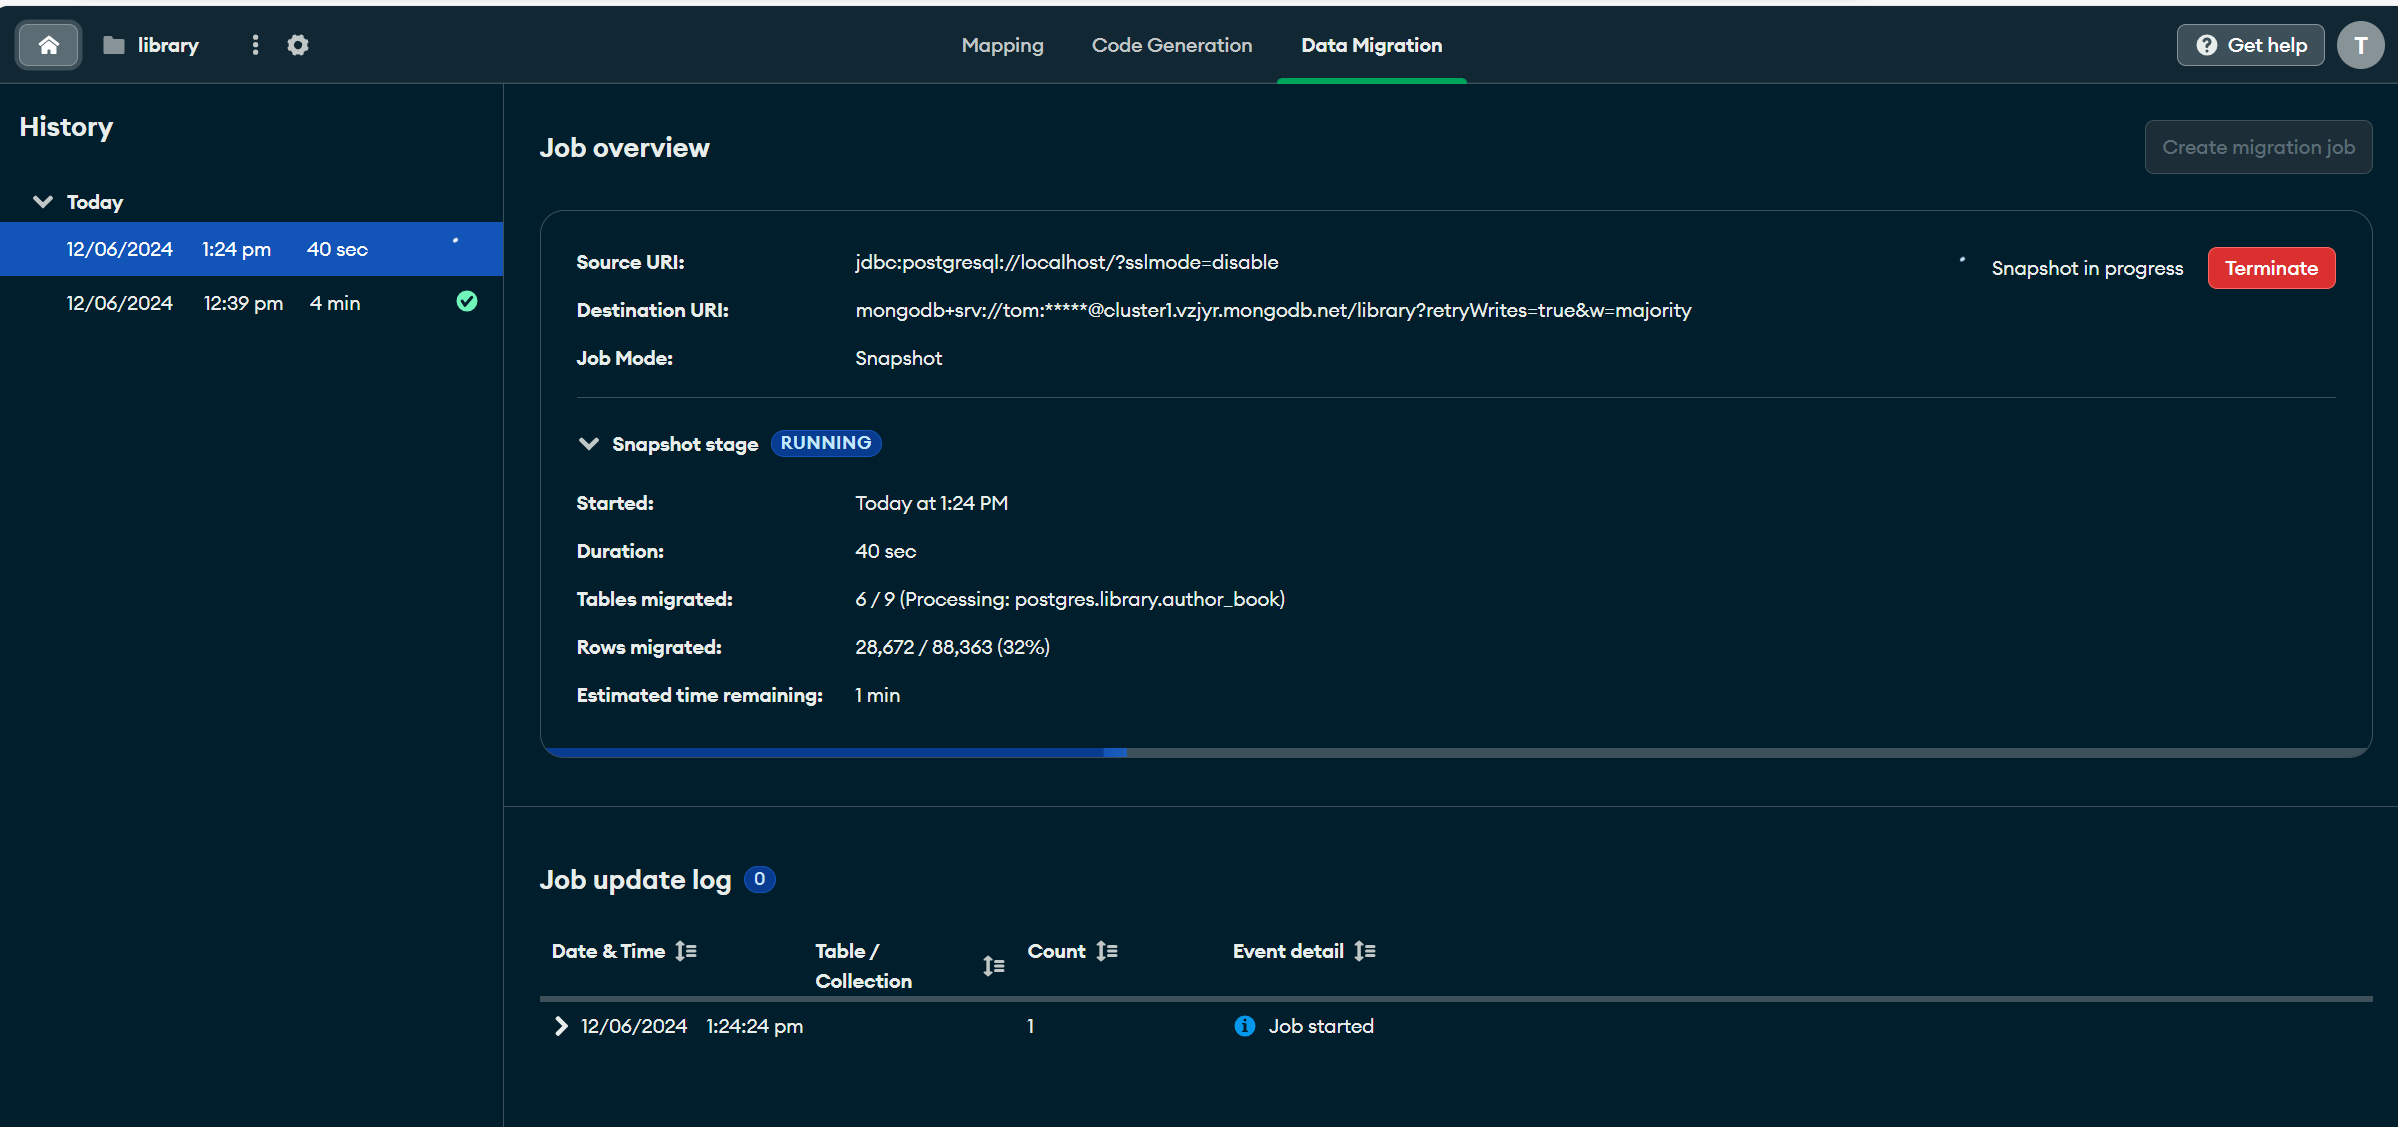 library
Mapping
Code Generation
Data Migration
Get help
T
History
Today
12/06/2024 1:24 pm 40 sec
12/06/2024 12:39 pm 4 min
Job overview
Create migration job
Source URI: jdbc:postgresql://localhost/?sslmode=disable
Snapshot in progress
Terminate
Destination URI: mongodb+srv://tom:*****@cluster1.vzjyr.mongodb.net/library?retryWrites=true&w=majority
Job Mode: Snapshot
Snapshot stage RUNNING
Started: Today at 1:24 PM
Duration: 40 sec
Tables migrated: 6 / 9 (Processing: postgres.library.author_book)
Rows migrated: 28,672 / 88,363 (32%)
Estimated time remaining: 1 min
Job update log 0
Date & Time
Table /
Collection
Count
Event detail
12/06/2024 1:24:24 pm 1 Job started